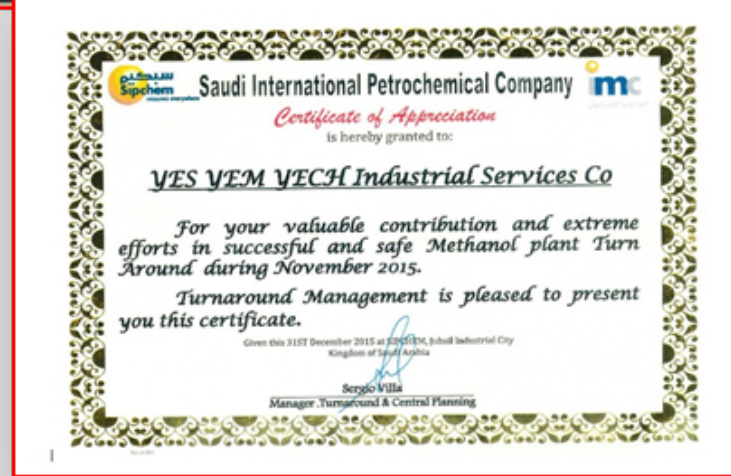 سبكيم
Sipchem
Saudi International Petrochemical Company
imc
Certificate of Appreciation
is hereby granted to:
YES YEM YECH Industrial Services Co
For your valuable contribution and extreme
efforts in successful and safe Methanol plant Turn
Around during November 2015.
Turnaround Management is pleased to present
you this certificate.
Given this 31ST December 2015 at SIPCHEM, Jubail Industrial City
Kingdom of Saudi Arabia
Sergio Villa
Manager .Turnaround & Central Planning